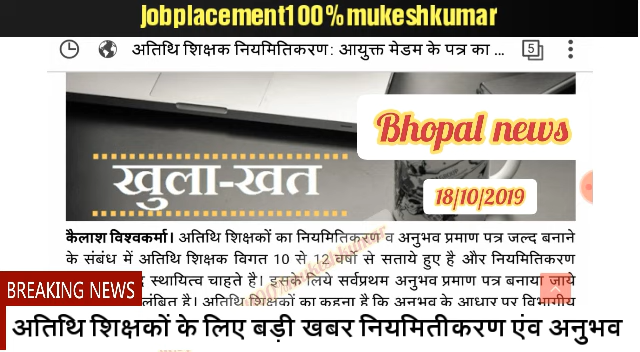 jobplacement100%mukeshkumar
अतिथि शिक्षक नियमितिकरण: आयुक्त मेडम के पत्र का ...
5
Bhopal news
खुला-खत
18/10/2019
कैलाश विश्वकर्मा। अतिथि शिक्षकों का नियमितिकरण व अनुभव प्रमाण पत्र जल्द बनाने
के संबंध में अतिथि शिक्षक विगत 10 से 12 वर्षो से सताये हुए है और नियमितिकरण
स्थायित्व चाहते है। इसके लिये सर्वप्रथम अनुभव प्रमाण पत्र बनाया जाये
BREAKING NEWS
लंबित है। अतिथि शिक्षकों का कहना है कि अनुभव के आधार पर विभागीय
अतिथि शिक्षकों के लिए बड़ी खबर नियमितीकरण एंव अनुभव